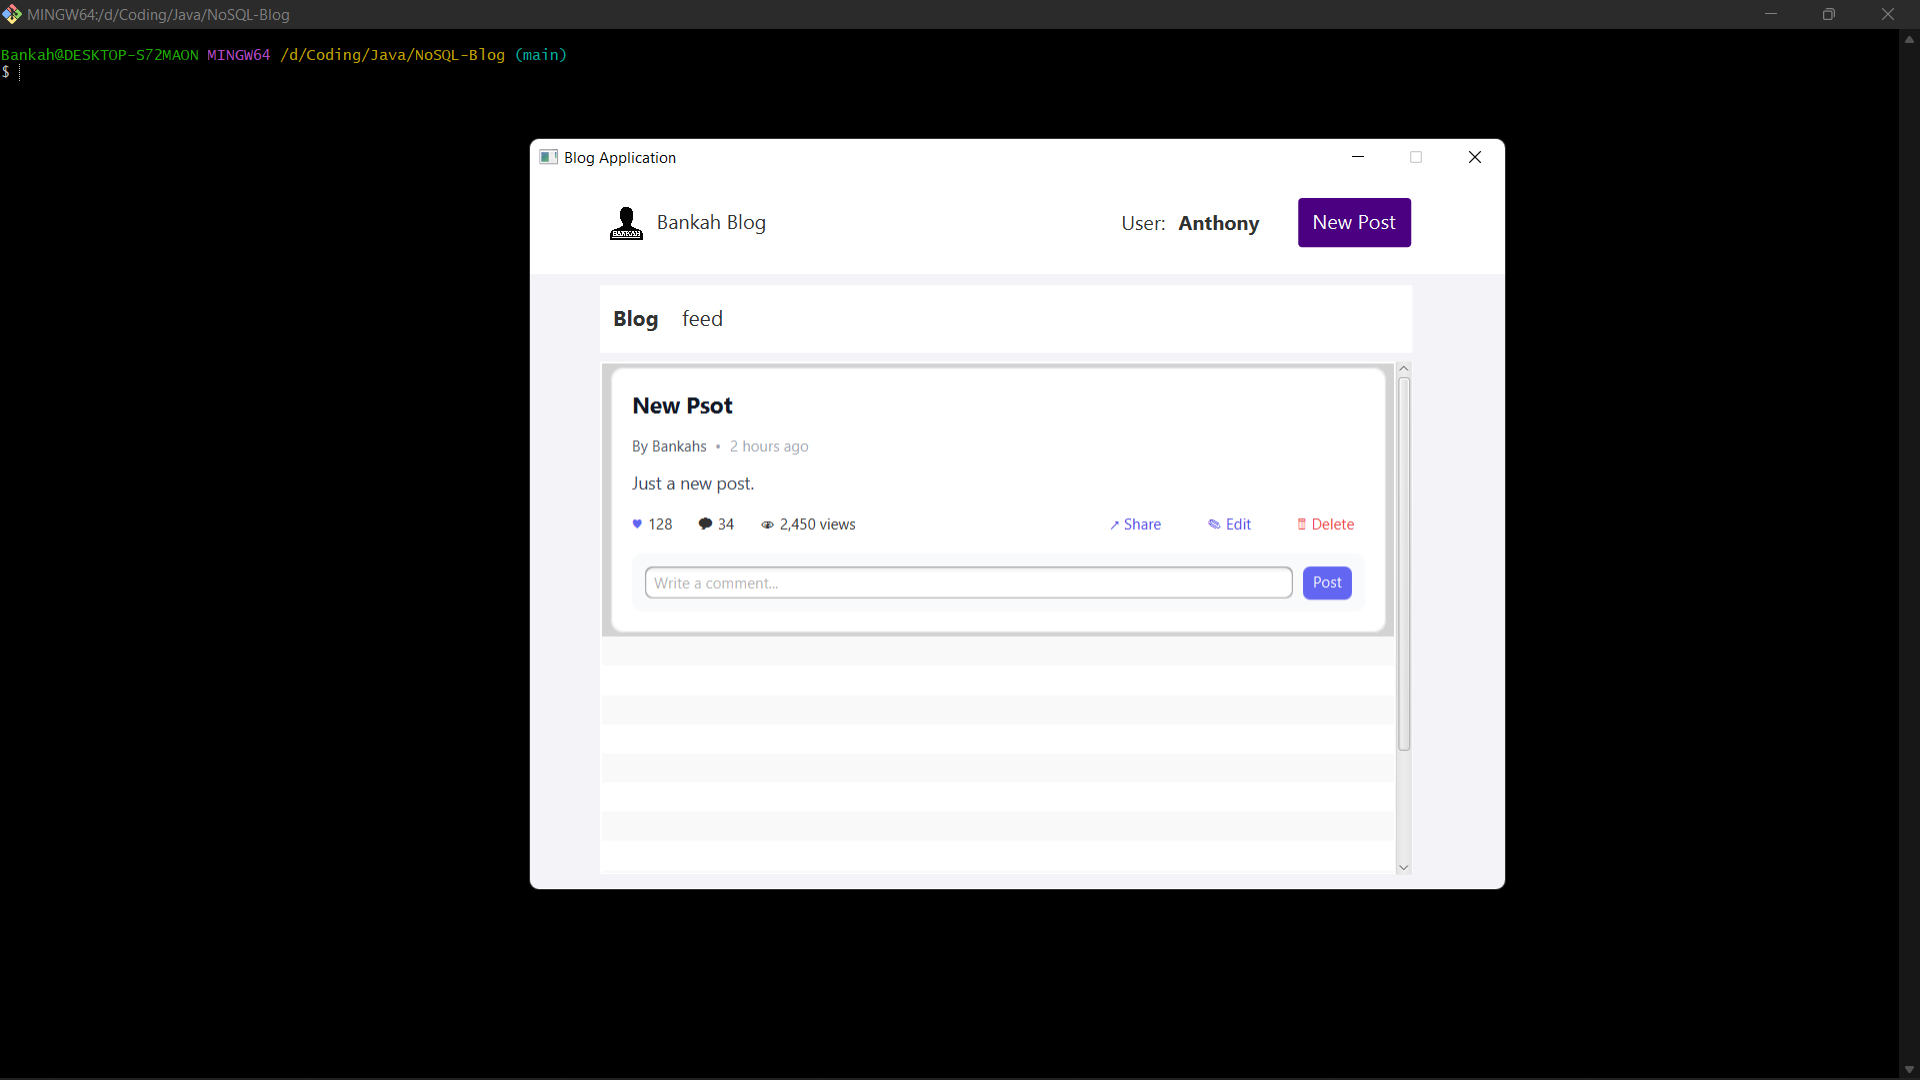 MINGW64:/d/Coding/Java/NoSQL-Blog
Bankah@DESKTOP-S72MAON MINGW64 /d/Coding/Java/NoSQL-Blog (main)
$
Blog Application
BANKAH
Bankah Blog
User: Anthony
New Post
Blog feed
New Psot
By Bankahs • 2 hours ago
Just a new post.
128 34 2,450 views Share Edit Delete
Write a comment... Post